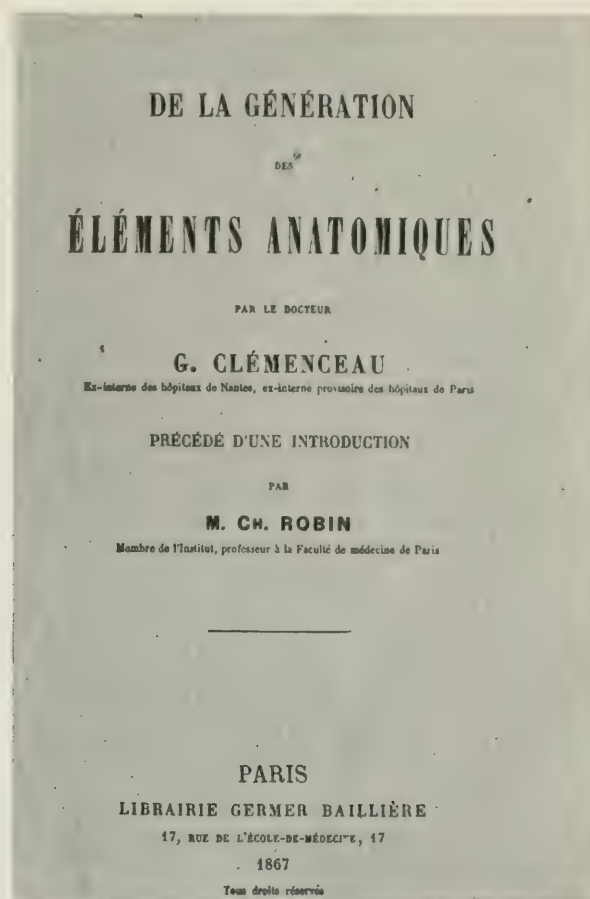 DE LA GÉNÉRATION
DES
ÉLÉMENTS ANATOMIQUES
PAR LE DOCTEUR
G. CLÉMENCEAU
Ex-interne des hôpitaux de Nantes, ex-interne provisoire des hôpitaux de Paris
PRÉCÉDÉ D'UNE INTRODUCTION
PAR
M. CH. ROBIN
Membre de l'Institut, professeur à la Faculté de médecine de Paris
PARIS
LIBRAIRIE GERMER BAILLIÈRE
17, RUE DE L'ÉCOLE-DE-MÉDECINE, 17
1867
Tous droits réservés